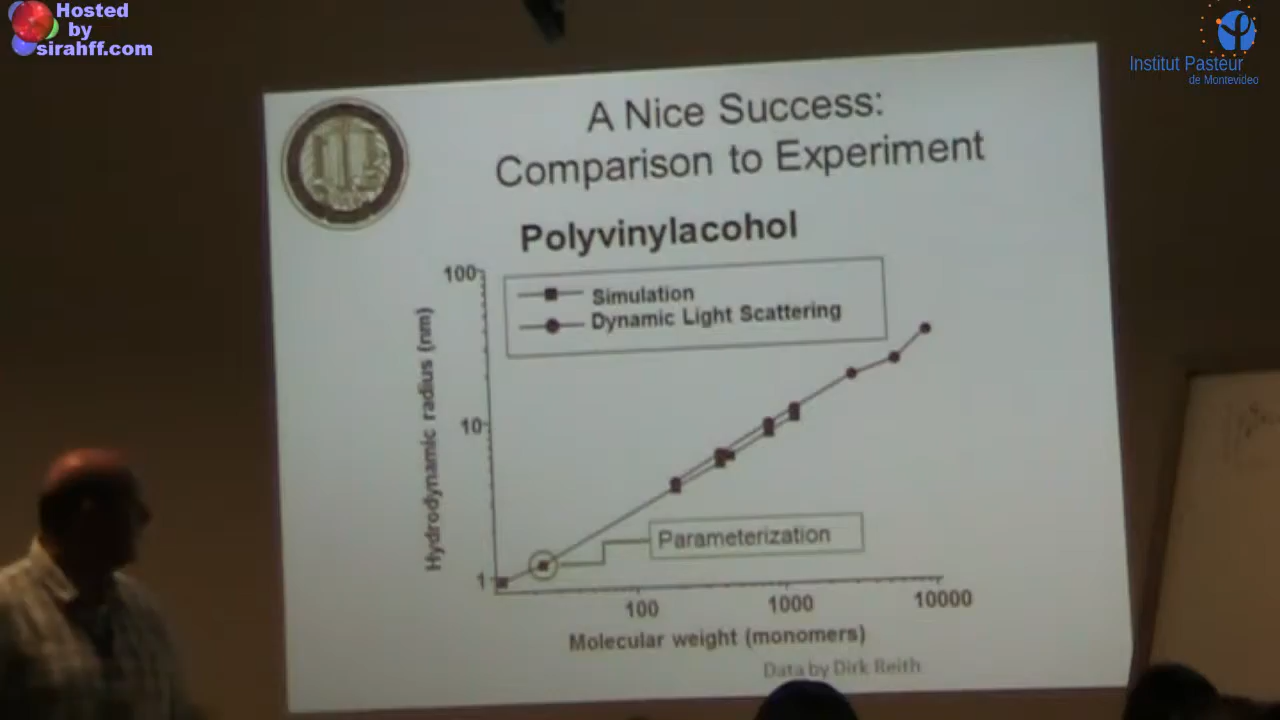 Hosted
by
sirahff.com
Institut Pasteur
de Montevideo
A Nice Success:
Comparison to Experiment
Polyvinylacohol
Simulation
Dynamic Light Scattering
Hydrodynamic radius (nm)
100
10
1
Parameterization
100 1000 10000
Molecular weight (monomers)
Data by Dirk Reith